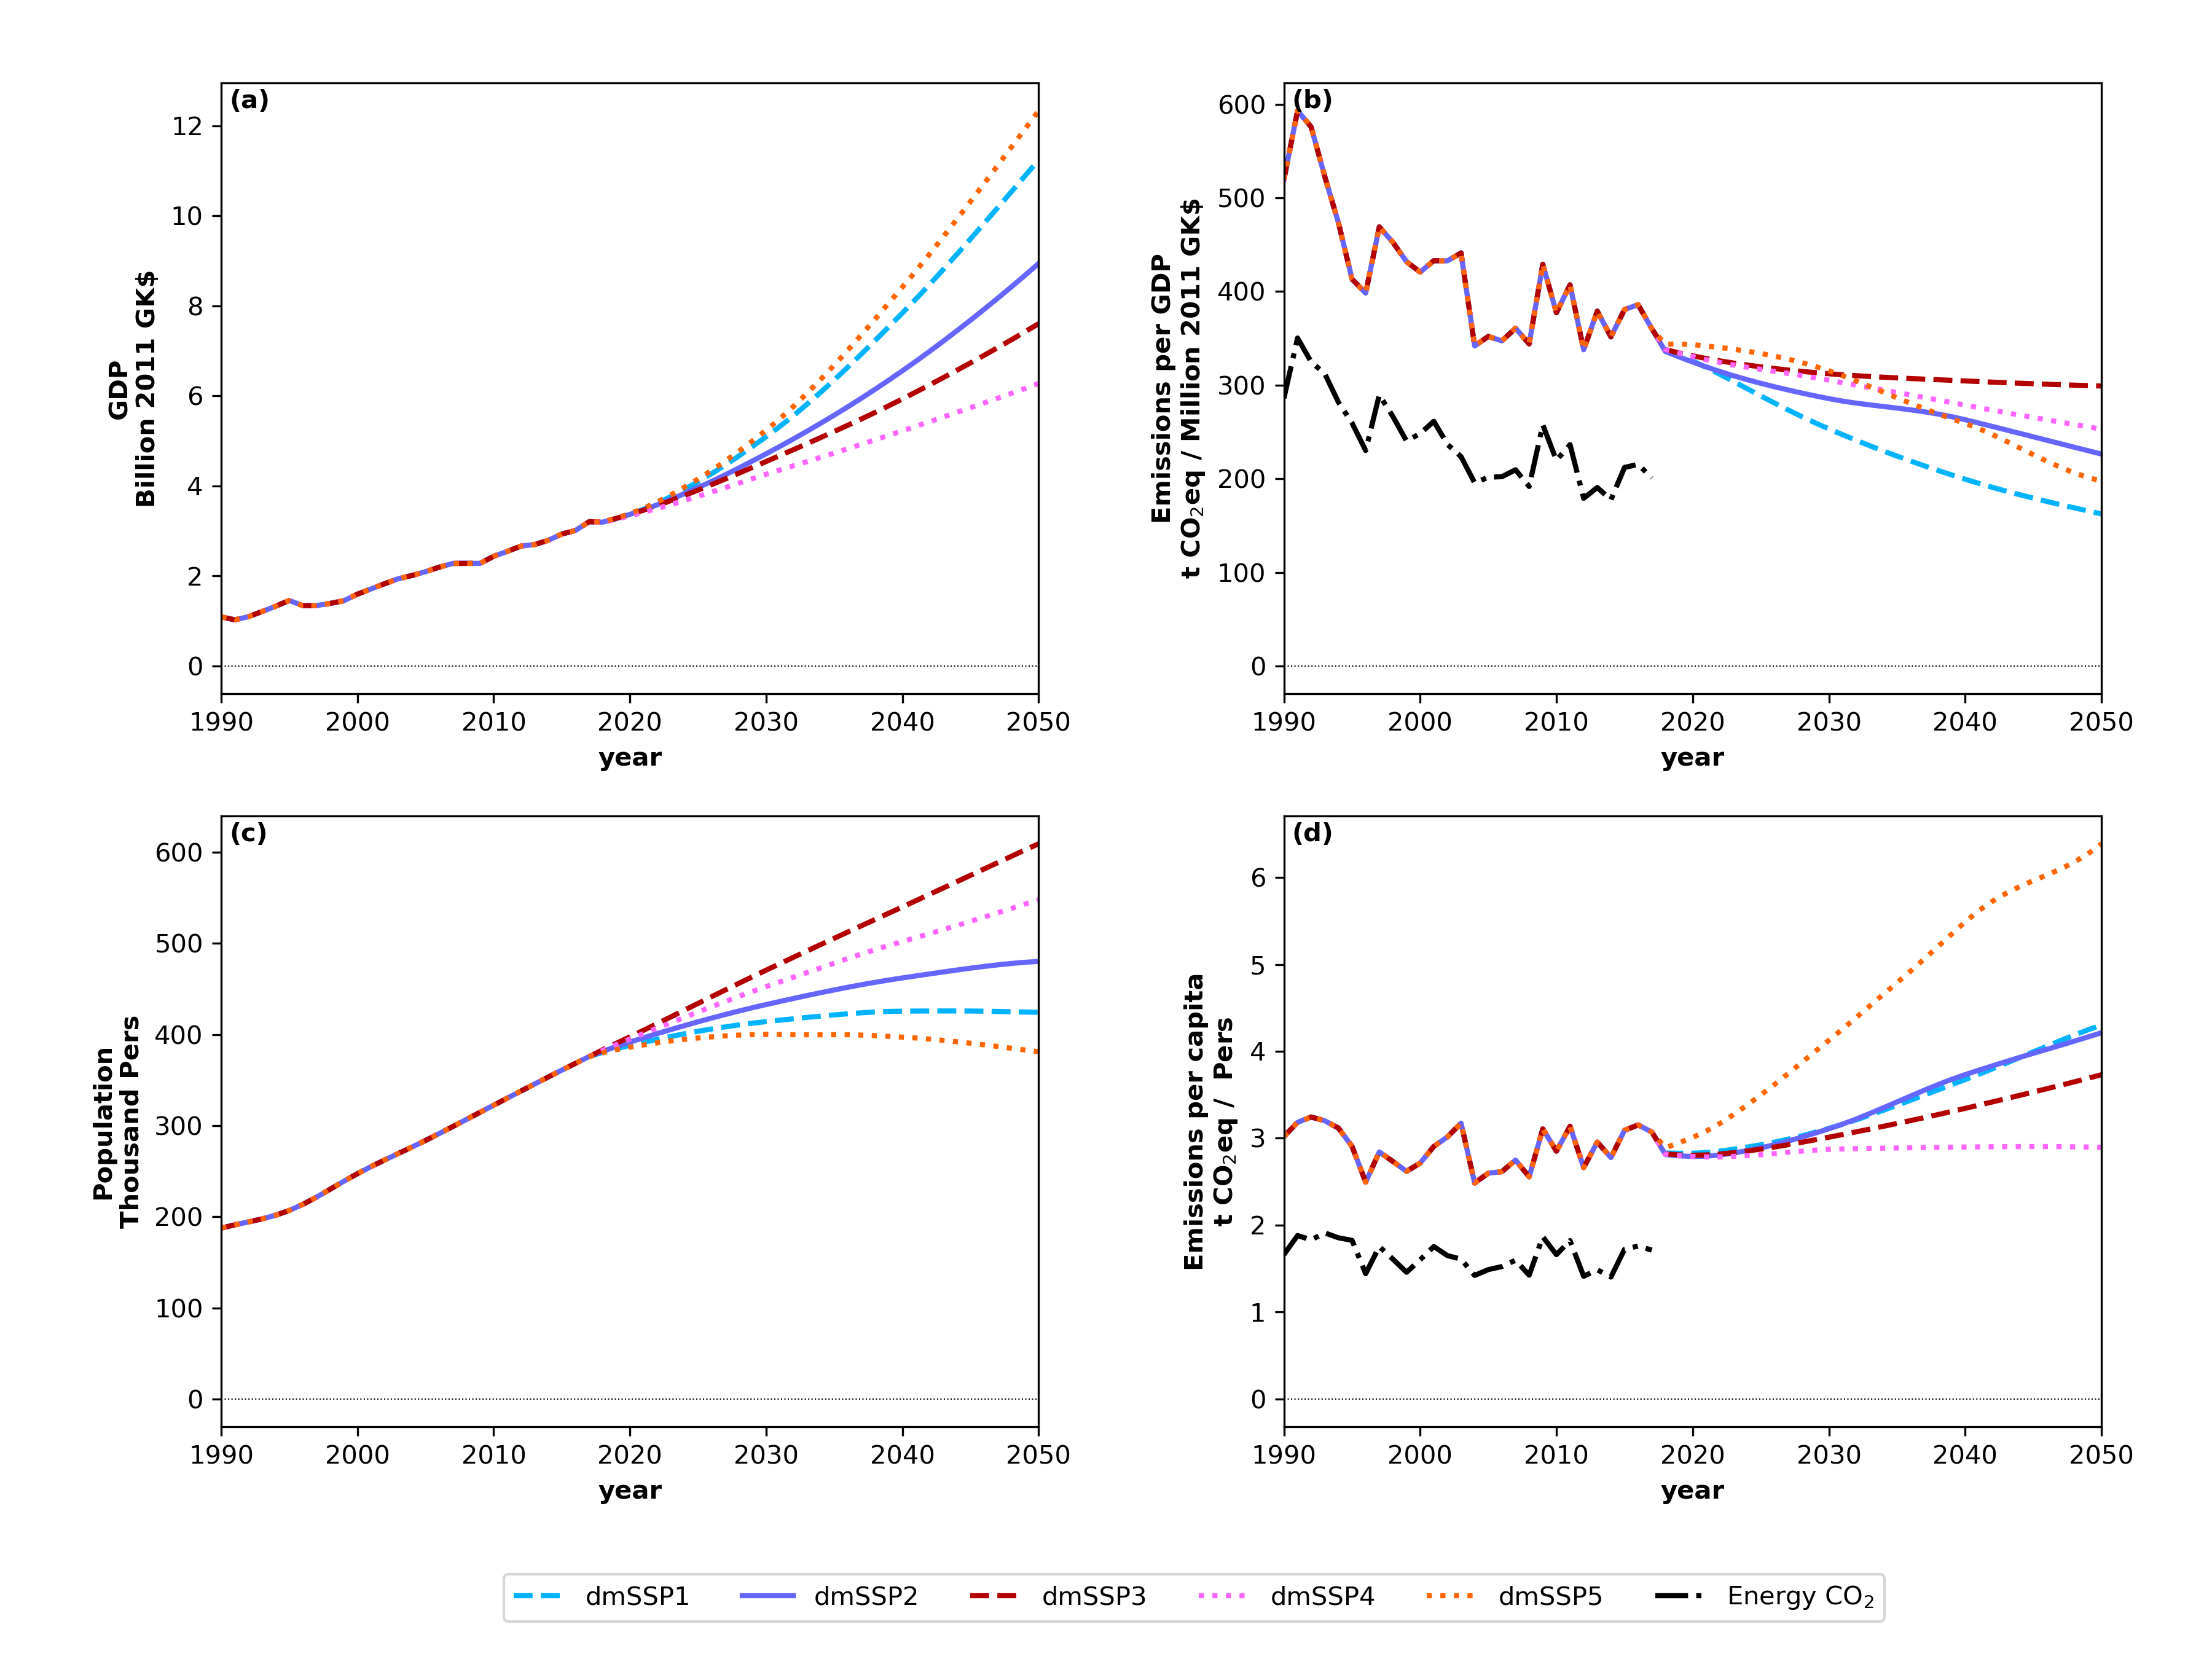 (a)
12
10
8
6
4
2
0
GDP
Billion 2011 GK$
1990 2000 2010 2020 2030 2040 2050
year
(b)
600
500
400
300
200
100
0
Emissions per GDP
t CO₂eq / Million 2011 GK$
1990 2000 2010 2020 2030 2040 2050
year
(c)
600
500
400
300
200
100
0
Population
Thousand Pers
1990 2000 2010 2020 2030 2040 2050
year
(d)
6
5
4
3
2
1
0
Emissions per capita
t CO₂eq / Pers
1990 2000 2010 2020 2030 2040 2050
year
dmSSP1 dmSSP2 dmSSP3 dmSSP4 dmSSP5 Energy CO₂